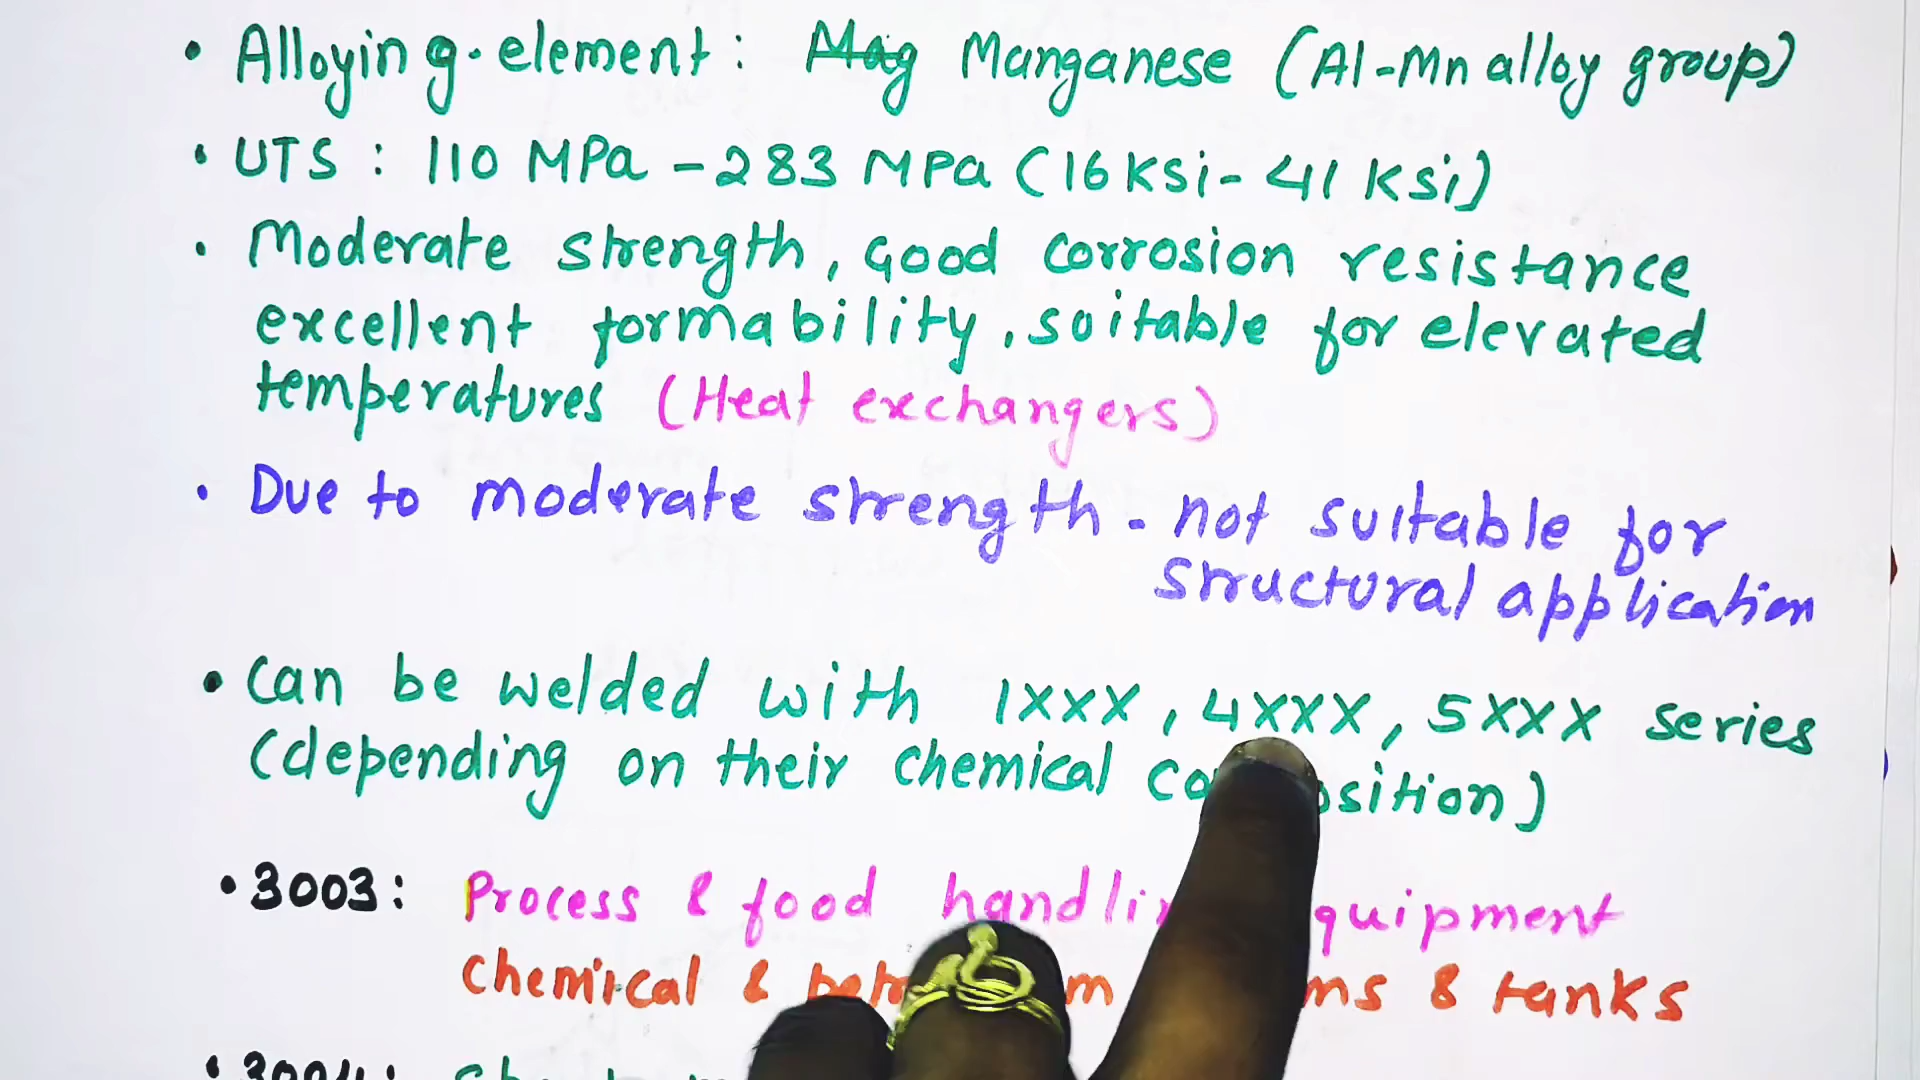 • Alloying-element: Mag Manganese (Al-Mn alloy group)
• UTS: 110 MPa - 283 MPa (16 KSi - 41 KSi)
• Moderate strength, Good corrosion resistance
excellent formability, suitable for elevated
temperatures (Heat exchangers)
• Due to moderate strength - not suitable for
structural application
• Can be welded with 1XXX, 4XXX, 5XXX series
(depending on their chemical
• 3003: Process & food
chemical & & tanks